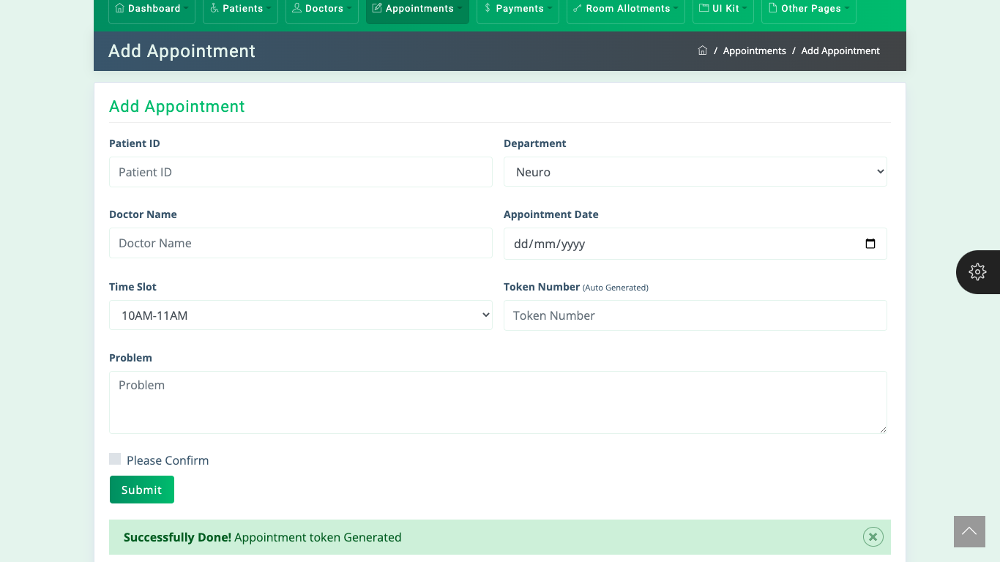 Dashboard Patients Doctors Appointments Payments Room Allotments UI Kit Other Pages
Add Appointment / Appointments / Add Appointment
Add Appointment
Patient ID Department
Patient ID Neuro
Doctor Name Appointment Date
Doctor Name dd/mm/yyyy
Time Slot Token Number (Auto Generated)
10AM-11AM Token Number
Problem
Problem
Please Confirm
Submit
Successfully Done! Appointment token Generated